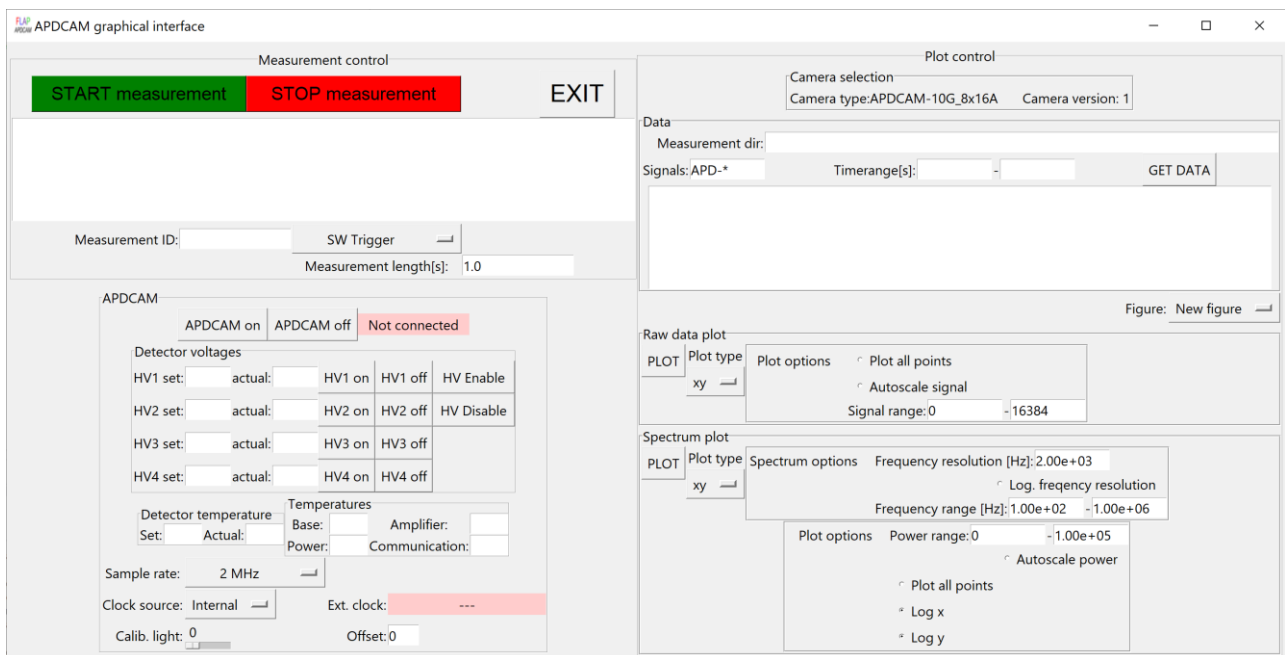 FLAP APDCAM APDCAM graphical interface
Measurement control
START measurement STOP measurement EXIT
Measurement ID: SW Trigger
Measurement length[s]: 1.0
APDCAM
APDCAM on APDCAM off Not connected
Detector voltages
HV1 set: actual: HV1 on HV1 off HV Enable
HV2 set: actual: HV2 on HV2 off HV Disable
HV3 set: actual: HV3 on HV3 off
HV4 set: actual: HV4 on HV4 off
Detector temperature
Set: Actual:
Temperatures
Base: Amplifier:
Power: Communication:
Sample rate: 2 MHz
Clock source: Internal Ext. clock: ---
Calib. light: 0 Offset: 0
Plot control
Camera selection
Camera type:APDCAM-10G_8x16A Camera version: 1
Data
Measurement dir:
Signals: APD-* Timerange[s]: - GET DATA
Figure: New figure
Raw data plot
PLOT Plot type Plot options Plot all points
xy Autoscale signal
Signal range: 0 - 16384
Spectrum plot
PLOT Plot type Spectrum options Frequency resolution [Hz]: 2.00e+03
xy Log. freqency resolution
Frequency range [Hz]: 1.00e+02 - 1.00e+06
Plot options Power range: 0 - 1.00e+05
Autoscale power
Plot all points
Log x
Log y